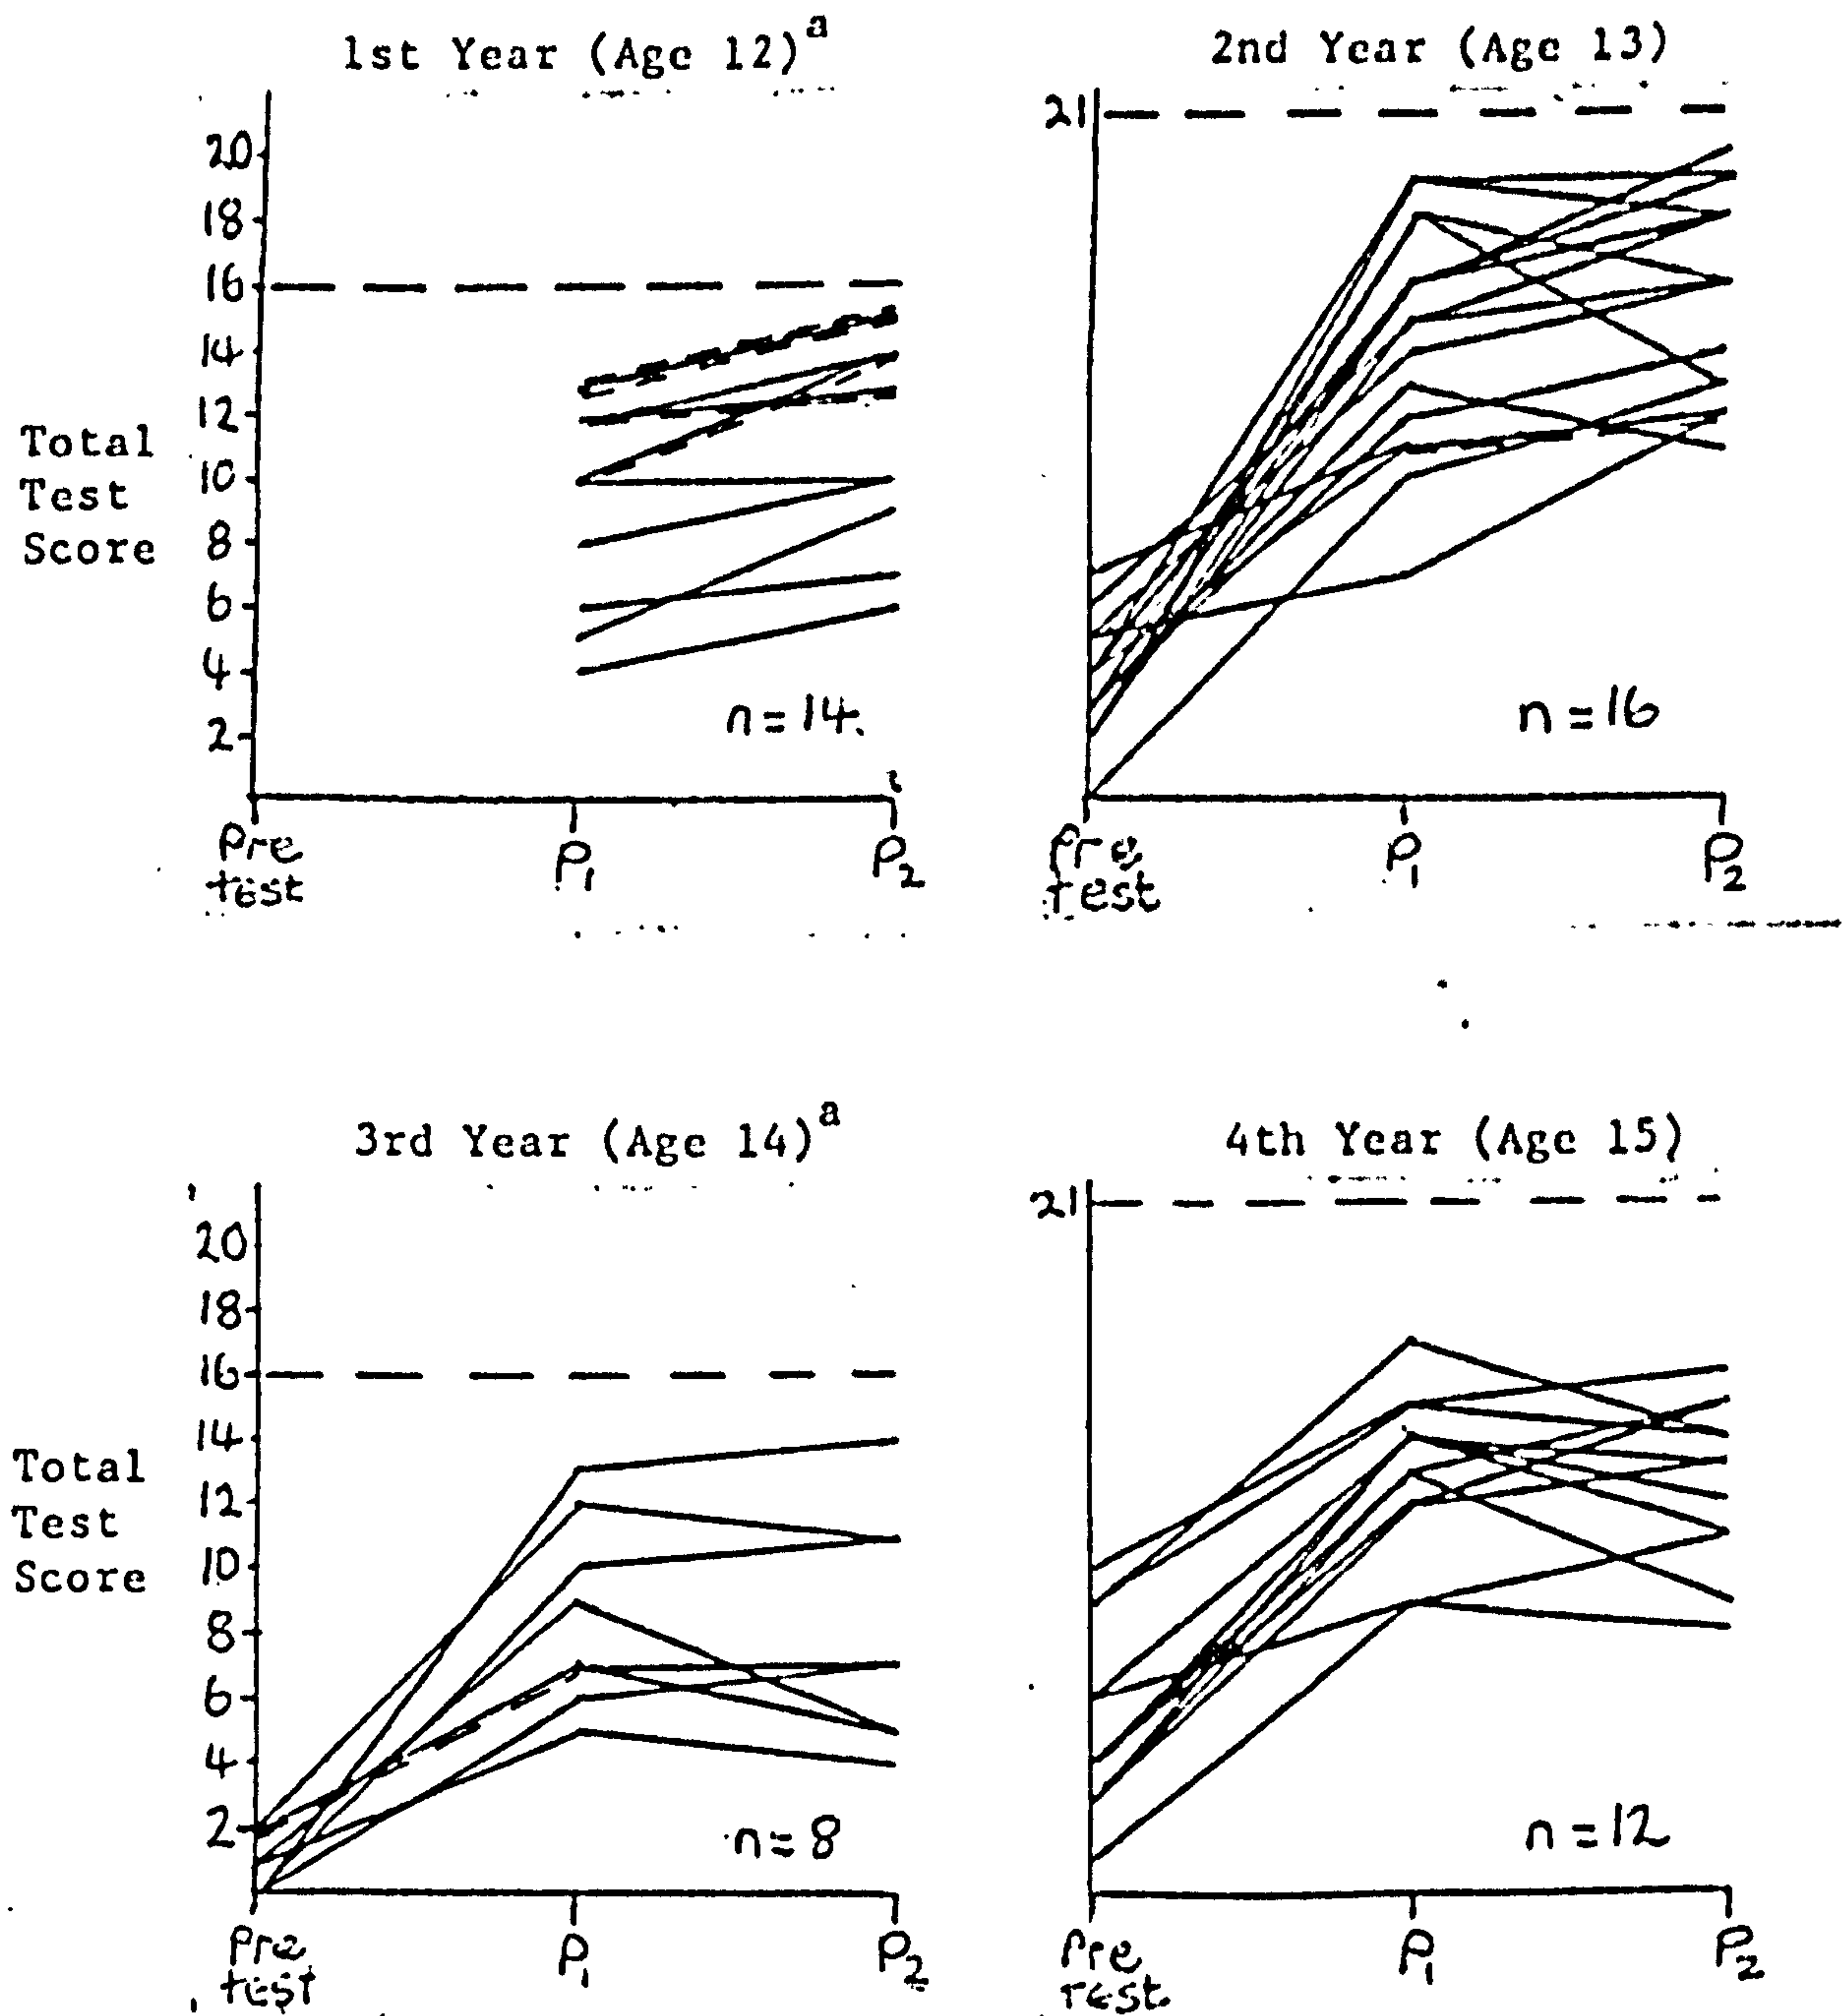 1st Year (Age 12)a
20
18
16
14
12
10
8
6
4
2
Total
Test
Score
n=14.
Pre
test
P1
P2
2nd Year (Age 13)
21
n=16
Pre
test
P1
P2
3rd Year (Age 14)a
20
18
16
14
12
10
8
6
4
2
Total
Test
Score
n=8
Pre
test
P1
P2
4th Year (Age 15)
21
n=12
Pre
test
P1
P2